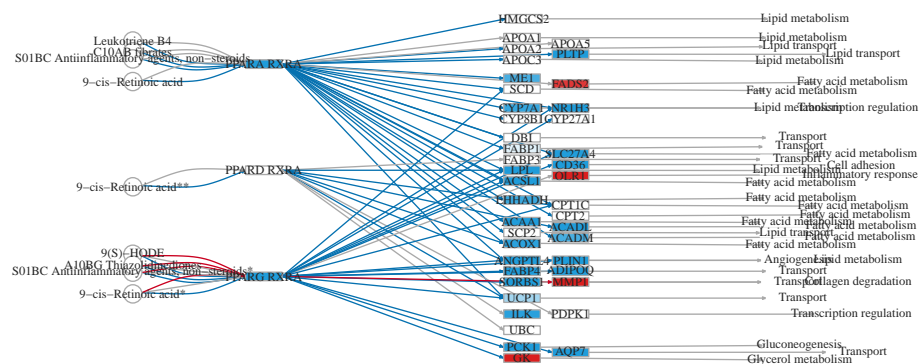 HMGCS2 Lipid metabolism
Leukotriene B4
APOA1 Lipid metabolism
APOA5
C10AB fibrates
APOA2 Lipid transport
PLTP Lipid transport
S01BC Antiinflammatory agents, non-steroids
APOC3 Lipid metabolism
PPARA RXRA
9-cis-Retinoic acid
ME1
FADS2 Fatty acid metabolism
SCD Fatty acid metabolism
CYP7A1 NR1H3 Lipid metabolism Transcription regulation
CYP8B1 CYP27A1
DBI Transport
FABP1 Transport
SLC27A4 Fatty acid metabolism
FABP3 Transport
CD36 Cell adhesion
PPARD RXRA
LPL Lipid metabolism
OLR1 Inflammatory response
ACSL1 Fatty acid metabolism
9-cis-Retinoic acid**
EHHADH Fatty acid metabolism
CPT1C Fatty acid metabolism
CPT2 Fatty acid metabolism
ACAA1 Fatty acid metabolism
ACADL Fatty acid metabolism
SCP2 Lipid transport
ACADM Fatty acid metabolism
ACOX1 Fatty acid metabolism
9(S)-HODE
A10BG Thiazolidinediones
ANGPTL4 PLIN1 Angiogenesis Lipid metabolism
S01BC Antiinflammatory agents, non-steroids*
FABP4 ADIPOQ Transport
PPARG RXRA
SORBS1 MMP1 Transport Collagen degradation
9-cis-Retinoic acid*
UCP1 Transport
ILK PDPK1 Transcription regulation
UBC
PCK1 Gluconeogenesis
AQP7 Transport
GK Glycerol metabolism